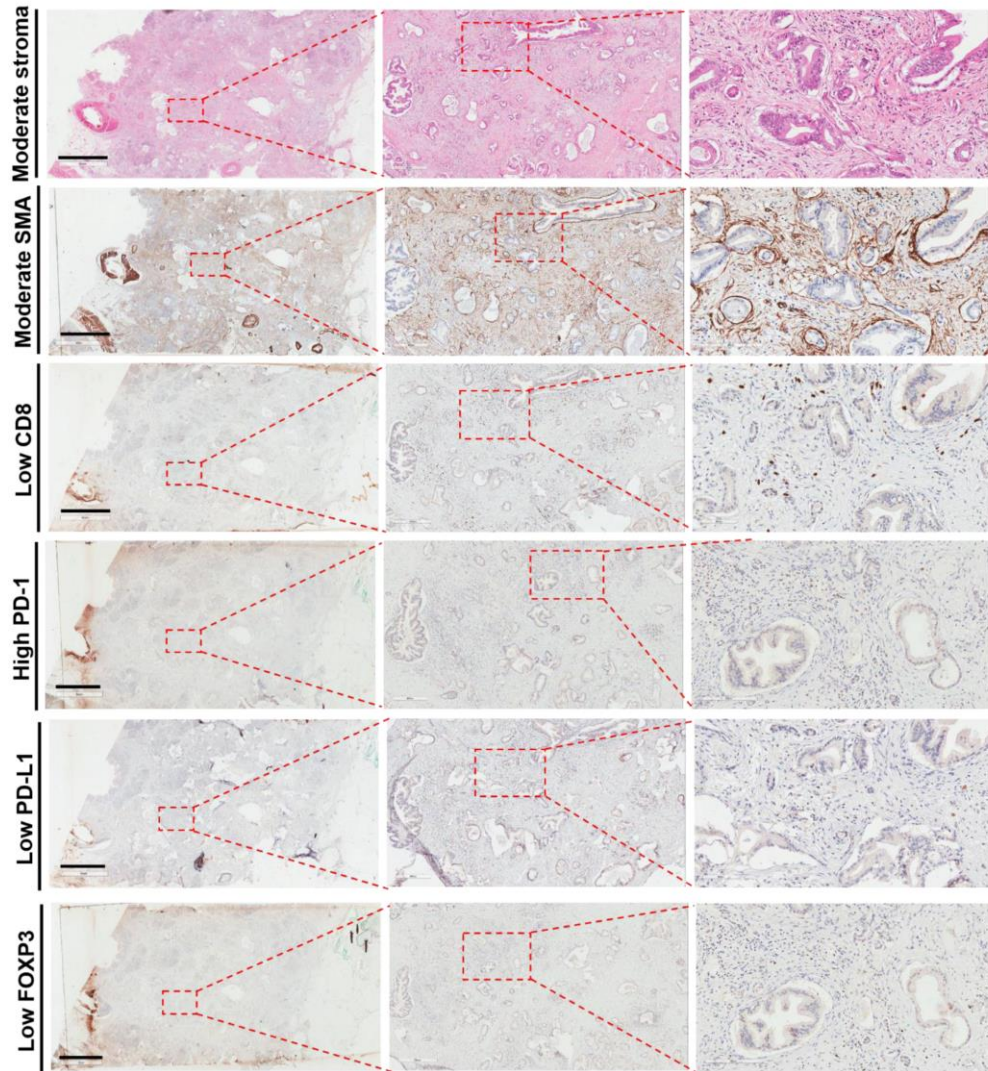 Moderate stroma
Moderate SMA
Low CD8
High PD-1
Low PD-L1
Low FOXP3